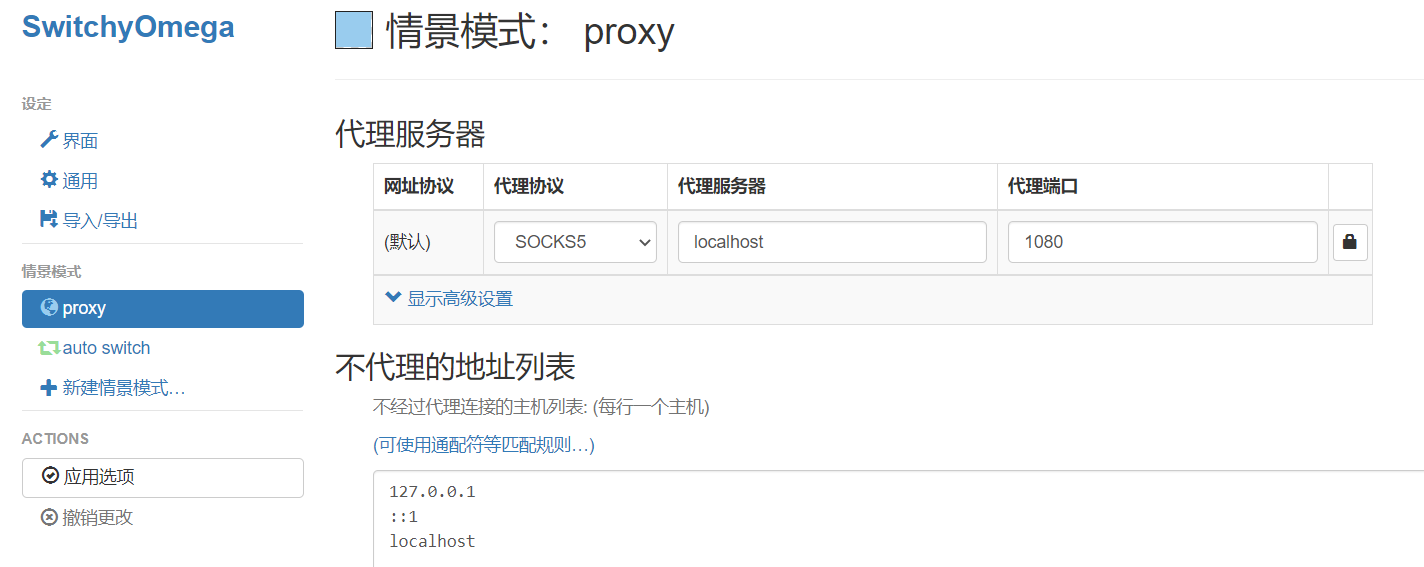 SwitchyOmega
设定
界面
通用
导入/导出
情景模式
proxy
auto switch
新建情景模式…
ACTIONS
应用选项
撤销更改
情景模式： proxy
代理服务器
网址协议 代理协议 代理服务器 代理端口
(默认) SOCKS5 localhost 1080
显示高级设置
不代理的地址列表
不经过代理连接的主机列表: (每行一个主机)
(可使用通配符等匹配规则…)
127.0.0.1
::1
localhost